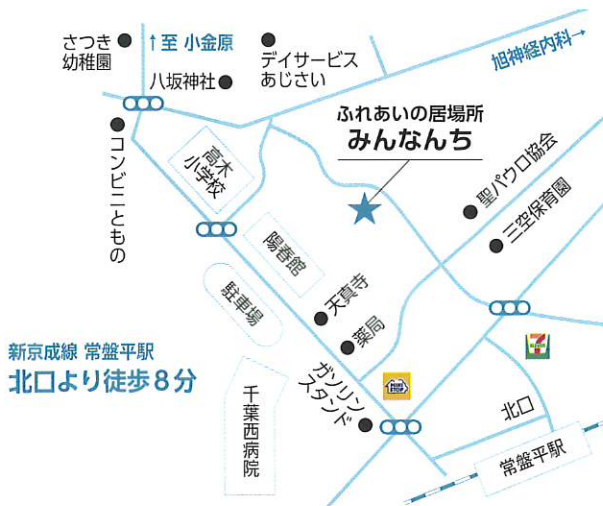 さつき
幼稚園
↑至 小金原
デイサービス
あじさい
旭神経内科→
八坂神社
ふれあいの居場所
みんなんち
コンビニともの
高木
小学校
聖パウロ協会
三空保育園
陽春館
駐車場
天真寺
薬局
新京成線 常盤平駅
北口より徒歩8分
ガソリン
スタンド
MINI
STOP
7
ELEVEN
千葉西病院
北口
常盤平駅